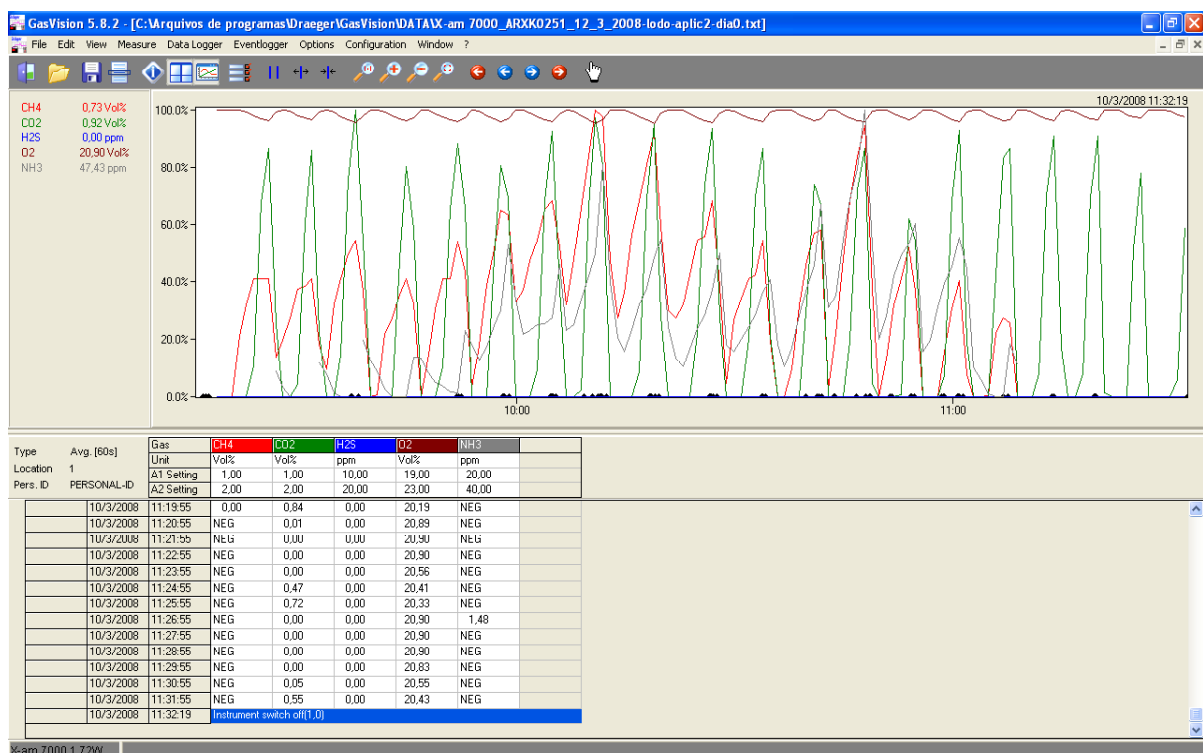 GasVision 5.8.2 - [C:\Arquivos de programas\Draeger\GasVision\DATA\X-am 7000_ARXK0251_12_3_2008-lodo-aplic2-dia0.txt]
File Edit View Measure Data Logger Eventlogger Options Configuration Window ?
10/3/2008 11:32:19
CH4 0,73 Vol%
CO2 0,92 Vol%
H2S 0,00 ppm
O2 20,90 Vol%
NH3 47,43 ppm
100.0%
80.0%
60.0%
40.0%
20.0%
0.0%
10:00 11:00
Type Avg. [60s]
Location 1
Pers. ID PERSONAL-ID
Gas CH4 CO2 H2S O2 NH3
Unit Vol% Vol% ppm Vol% ppm
A1 Setting 1,00 1,00 10,00 19,00 20,00
A2 Setting 2,00 2,00 20,00 23,00 40,00
10/3/2008 11:19:55 0,00 0,84 0,00 20,19 NEG
10/3/2008 11:20:55 NEG 0,01 0,00 20,89 NEG
10/3/2008 11:21:55 NEG 0,00 0,00 20,90 NEG
10/3/2008 11:22:55 NEG 0,00 0,00 20,90 NEG
10/3/2008 11:23:55 NEG 0,00 0,00 20,56 NEG
10/3/2008 11:24:55 NEG 0,47 0,00 20,41 NEG
10/3/2008 11:25:55 NEG 0,72 0,00 20,33 NEG
10/3/2008 11:26:55 NEG 0,00 0,00 20,90 1,48
10/3/2008 11:27:55 NEG 0,00 0,00 20,90 NEG
10/3/2008 11:28:55 NEG 0,00 0,00 20,90 NEG
10/3/2008 11:29:55 NEG 0,00 0,00 20,83 NEG
10/3/2008 11:30:55 NEG 0,05 0,00 20,55 NEG
10/3/2008 11:31:55 NEG 0,55 0,00 20,43 NEG
10/3/2008 11:32:19 Instrument switch off(1,0)
X-am 7000 1.72W